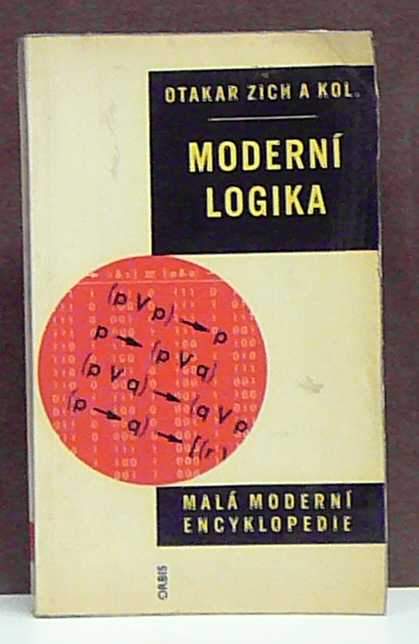 OTAKAR ZICH A KOL.
MODERNÍ
LOGIKA
(p ∨ p) → p
p → (p ∨ q)
(p ∨ q) → (q ∨ p
(p → q) → [(r
MALÁ MODERNÍ
ENCYKLOPEDIE
ORBIS